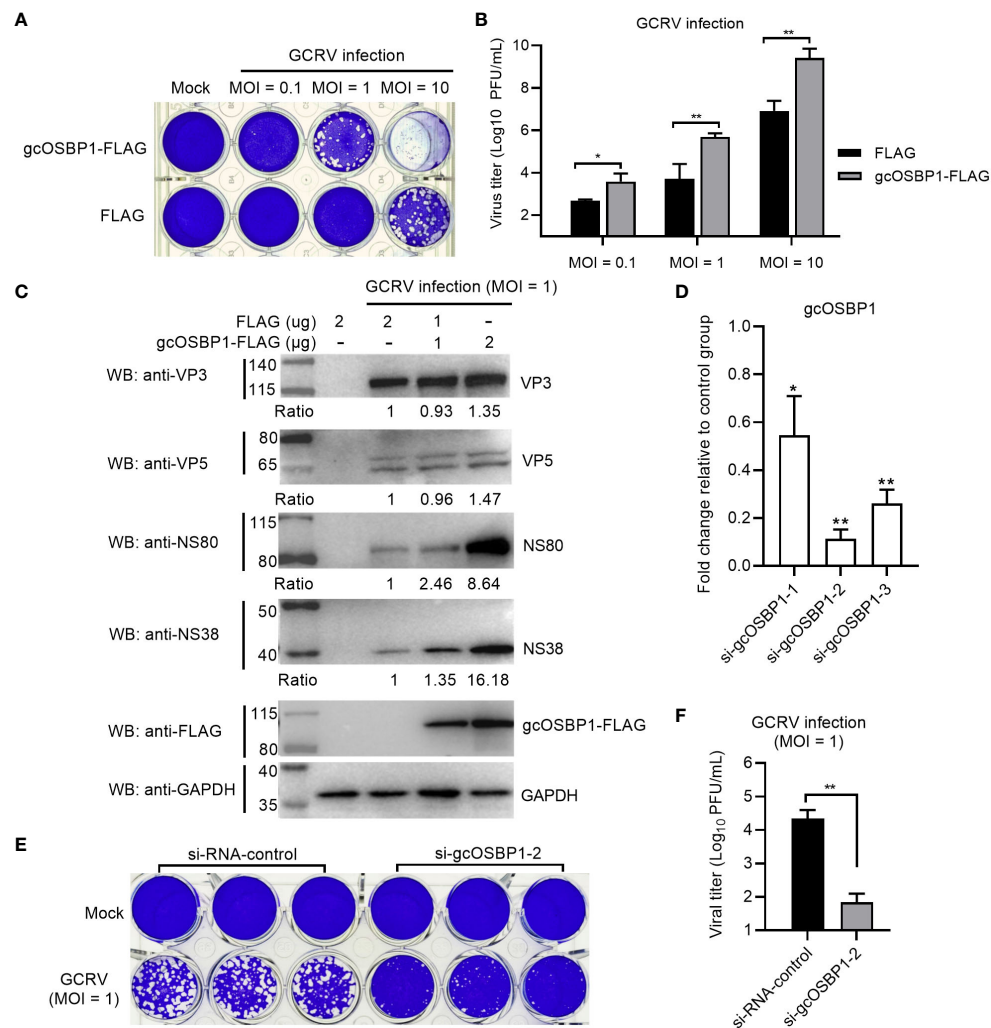 A
GCRV infection
Mock MOI = 0.1 MOI = 1 MOI = 10
gcOSBP1-FLAG
FLAG
B
GCRV infection
Virus titer (Log10 PFU/mL)
10
8
6
4
2
* ** **
MOI = 0.1 MOI = 1 MOI = 10
FLAG
gcOSBP1-FLAG
C
GCRV infection (MOI = 1)
FLAG (ug) 2 2 1 –
gcOSBP1-FLAG (μg) – – 1 2
WB: anti-VP3
140
115
VP3
Ratio 1 0.93 1.35
WB: anti-VP5
80
65
VP5
Ratio 1 0.96 1.47
WB: anti-NS80
115
80
NS80
Ratio 1 2.46 8.64
WB: anti-NS38
50
40
NS38
Ratio 1 1.35 16.18
WB: anti-FLAG
115
80
gcOSBP1-FLAG
WB: anti-GAPDH
40
35
GAPDH
D
gcOSBP1
Fold change relative to control group
1.0
0.8
0.6
0.4
0.2
0.0
* ** **
si-gcOSBP1-1
si-gcOSBP1-2
si-gcOSBP1-3
E
si-RNA-control si-gcOSBP1-2
Mock
GCRV
(MOI = 1)
F
GCRV infection
(MOI = 1)
Viral titer (Log10 PFU/mL)
6
5
4
3
2
1
**
si-RNA-control
si-gcOSBP1-2